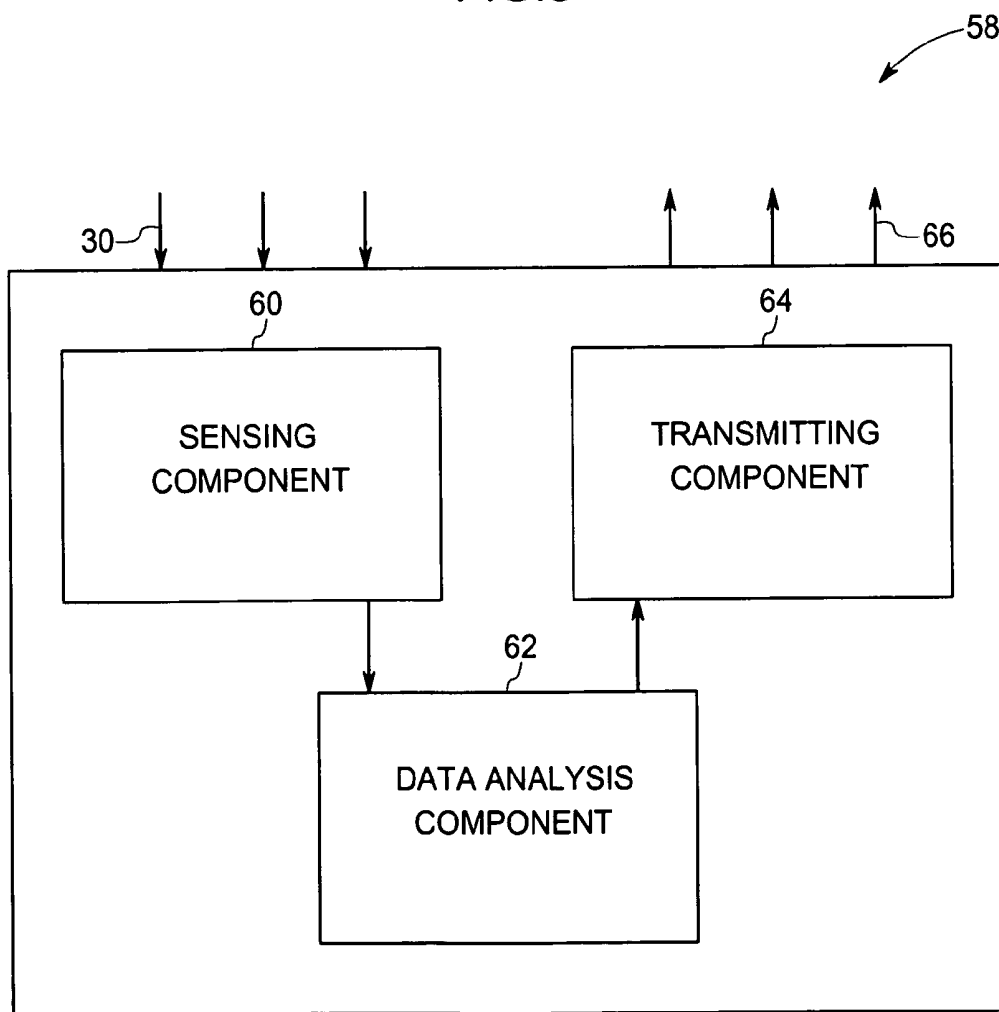 58
30
66
60
64
SENSING
COMPONENT
TRANSMITTING
COMPONENT
62
DATA ANALYSIS
COMPONENT